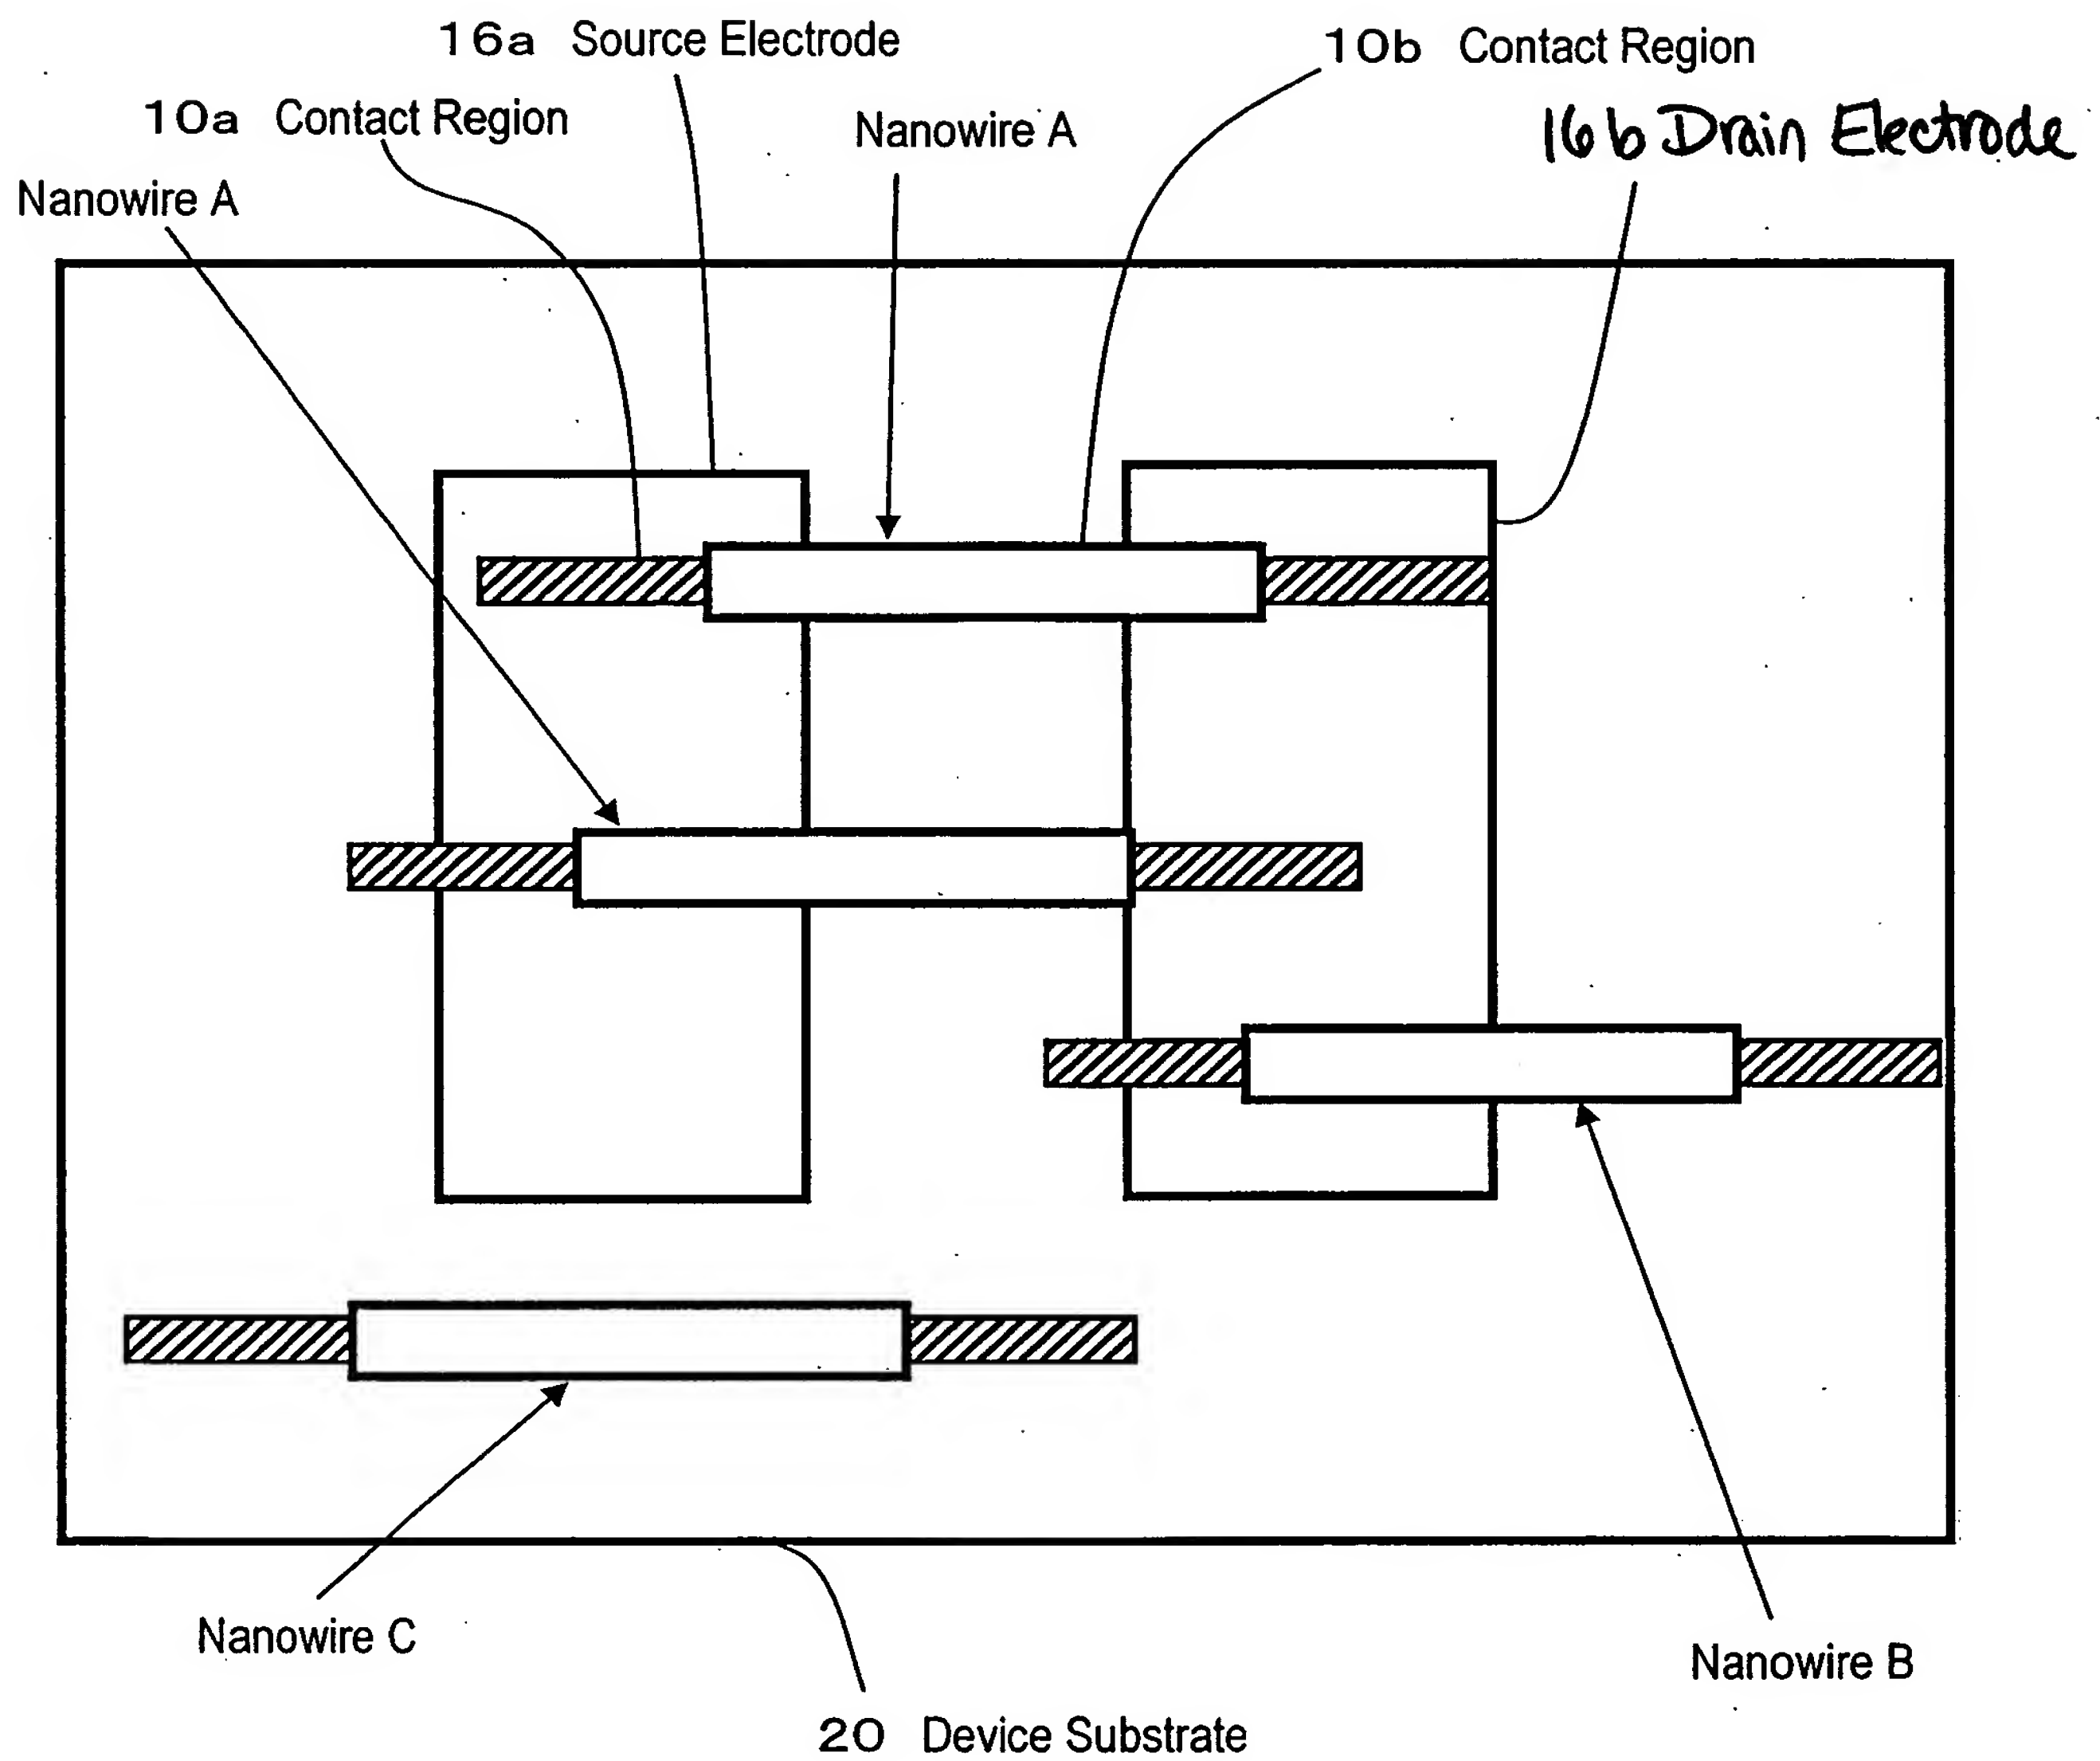 16a Source Electrode
10b Contact Region
10a Contact Region
Nanowire A
16b Drain Electrode
Nanowire A
Nanowire C
Nanowire B
20 Device Substrate